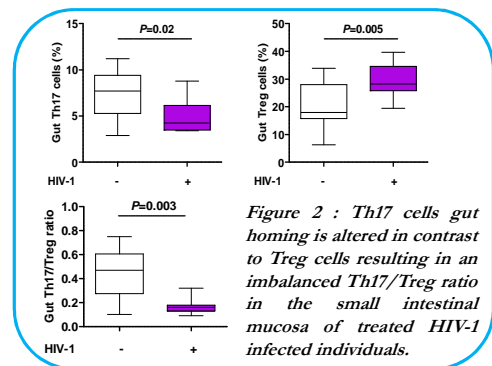 P=0.02
Gut Th17 cells (%)
15
10
5
0
HIV-1 - +
P=0.005
Gut Treg cells (%)
50
40
30
20
10
0
HIV-1 - +
P=0.003
Gut Th17/Treg ratio
1.0
0.8
0.6
0.4
0.2
0.0
HIV-1 - +
Figure 2 : Th17 cells gut
homing is altered in contrast
to Treg cells resulting in an
imbalanced Th17/Treg ratio
in the small intestinal
mucosa of treated HIV-1
infected individuals.